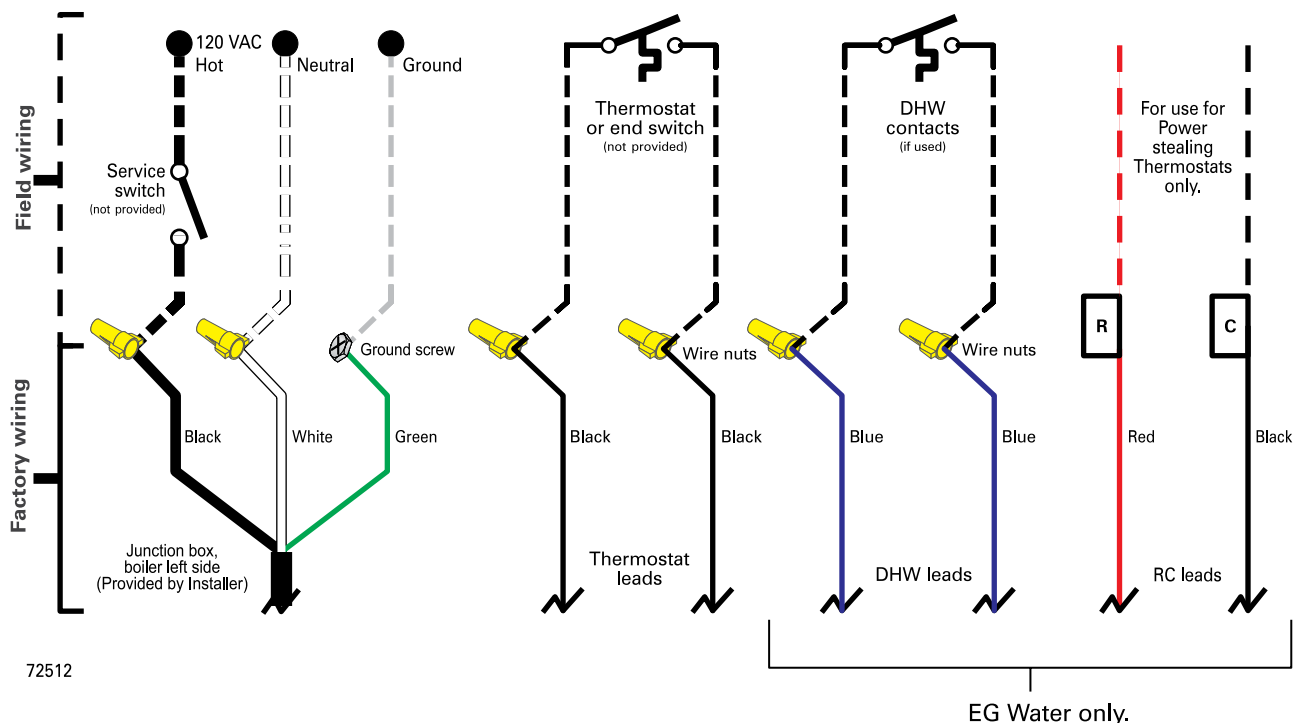 120 VAC
Hot
Neutral
Ground
Field wiring
Service
switch
(not provided)
Thermostat
or end switch
(not provided)
DHW
contacts
(if used)
For use for
Power
stealing
Thermostats
only.
Ground screw
Wire nuts
Wire nuts
R
C
Factory wiring
Black
White
Green
Black
Black
Blue
Blue
Red
Black
Junction box,
boiler left side
(Provided by Installer)
Thermostat
leads
DHW leads
RC leads
72512
EG Water only.